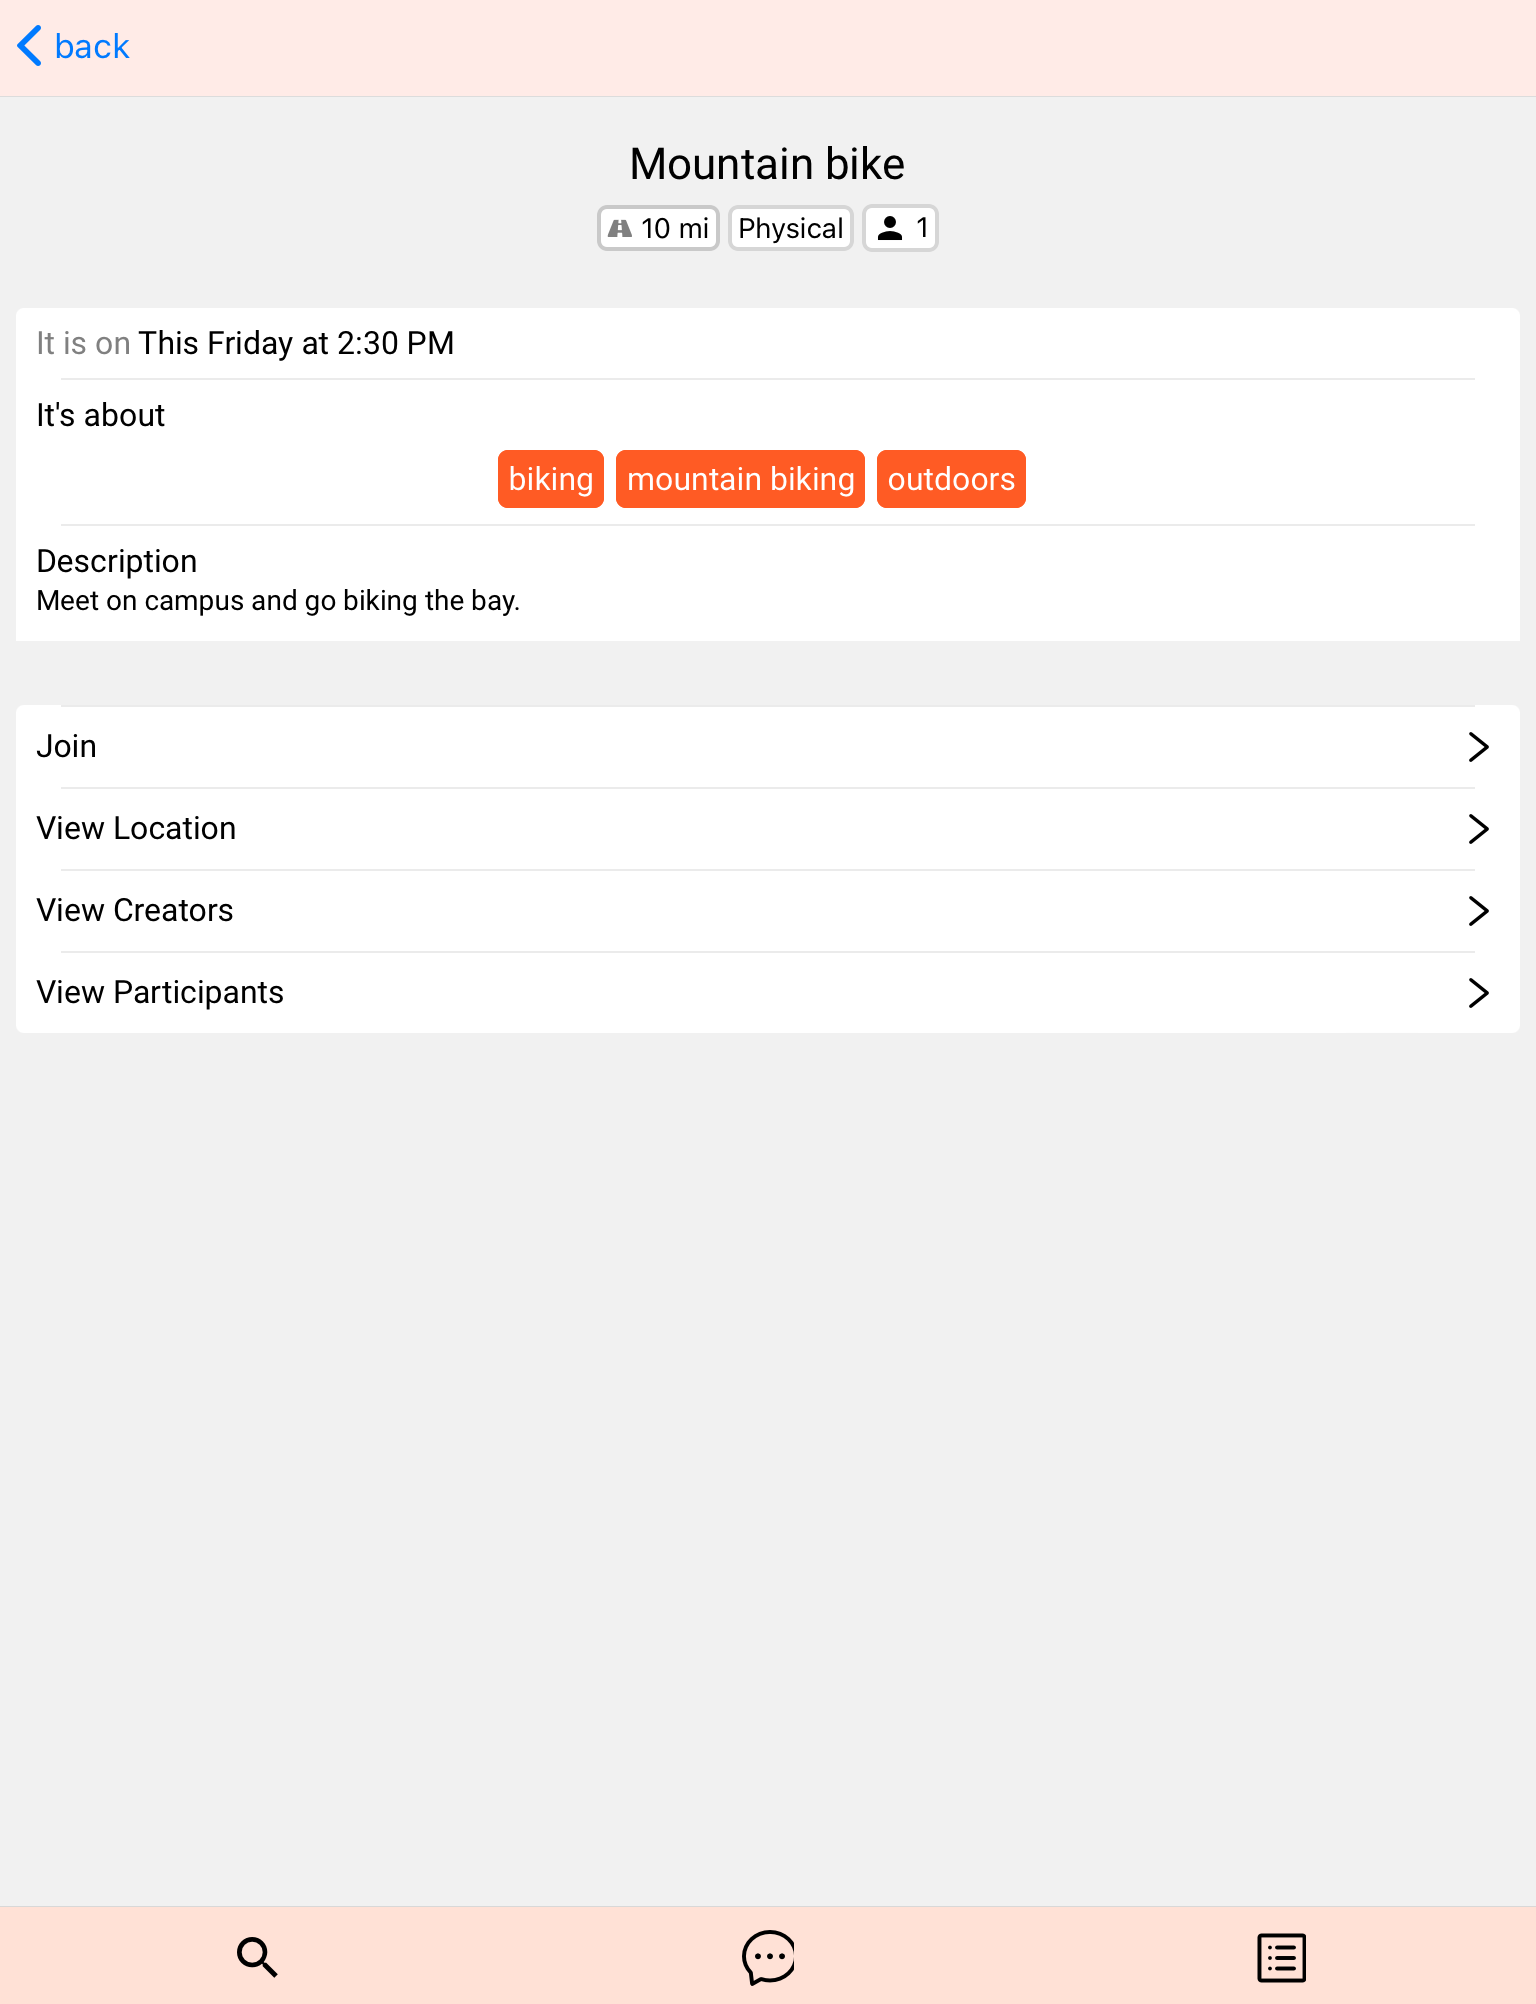 back
Mountain bike
10 mi Physical 1
It is on This Friday at 2:30 PM
It's about
biking mountain biking outdoors
Description
Meet on campus and go biking the bay.
Join
View Location
View Creators
View Participants